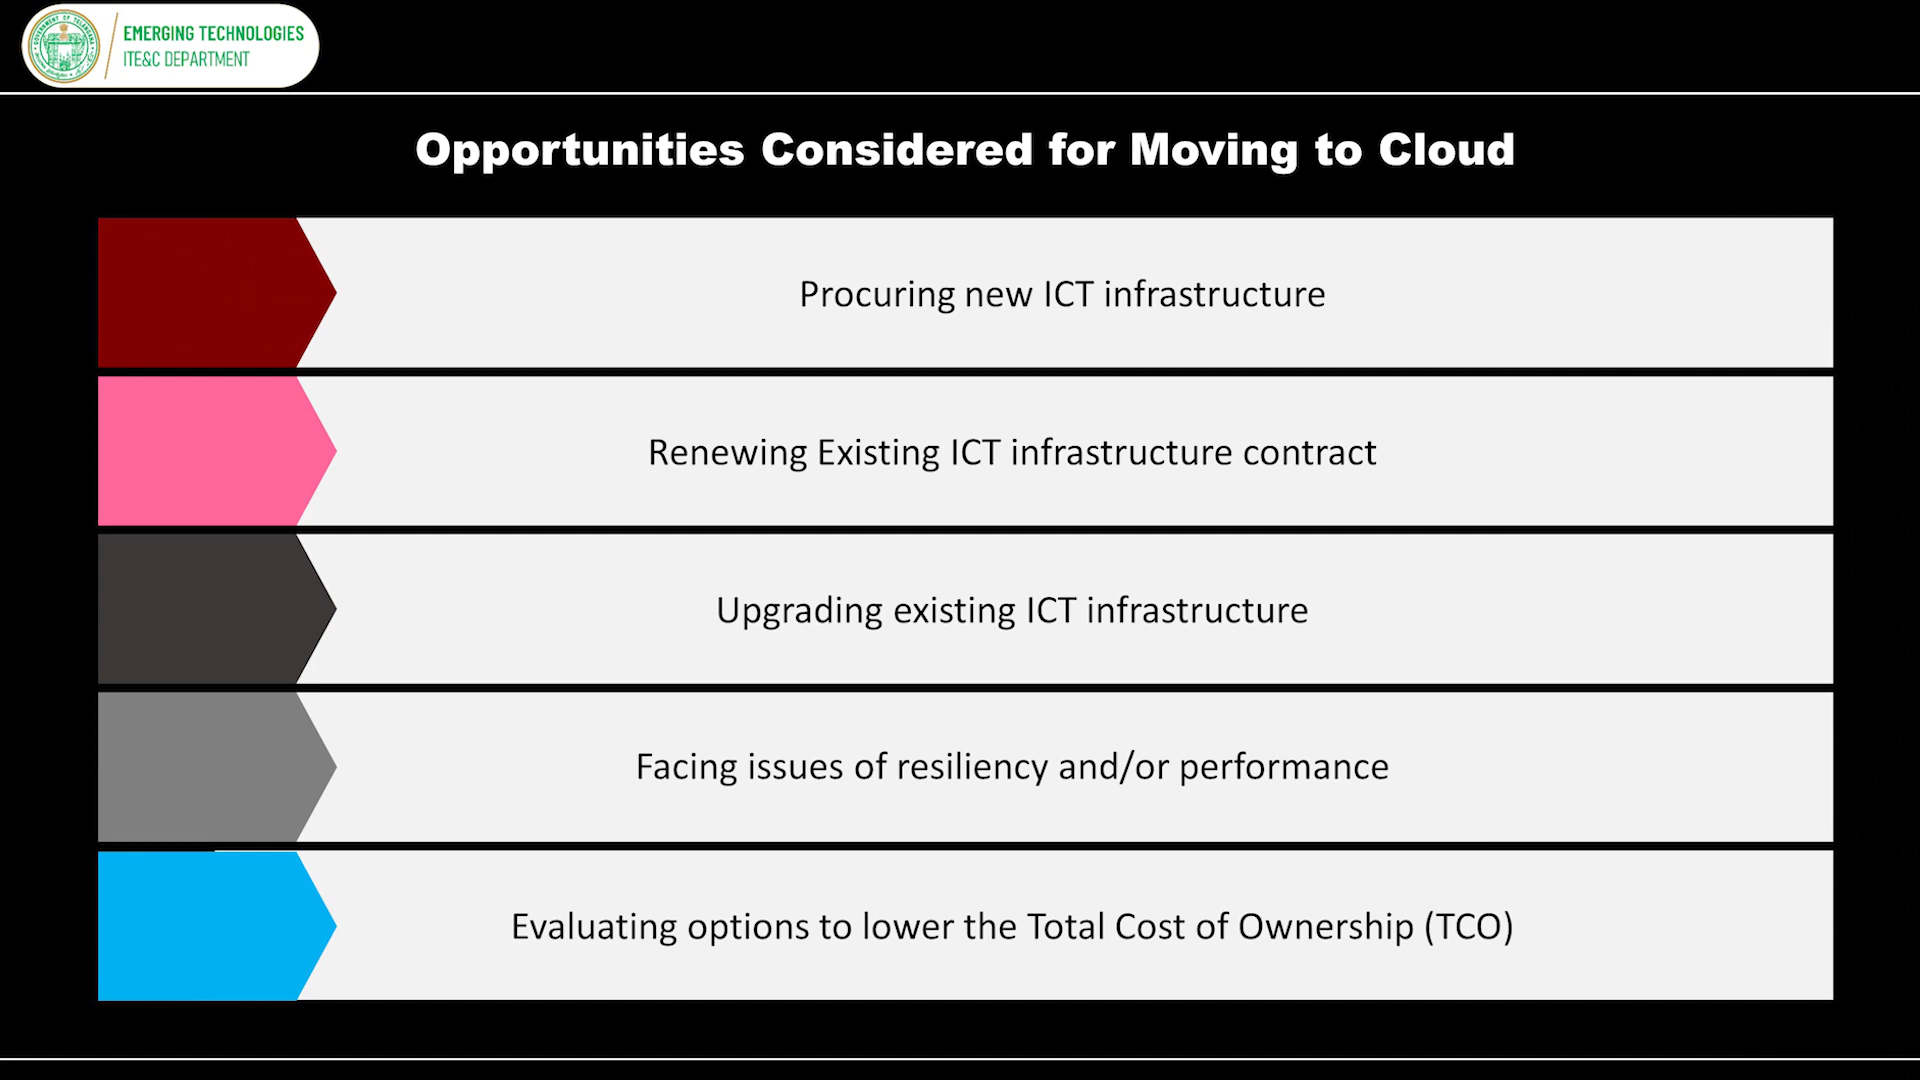 EMERGING TECHNOLOGIES
ITE&C DEPARTMENT
Opportunities Considered for Moving to Cloud
Procuring new ICT infrastructure
Renewing Existing ICT infrastructure contract
Upgrading existing ICT infrastructure
Facing issues of resiliency and/or performance
Evaluating options to lower the Total Cost of Ownership (TCO)